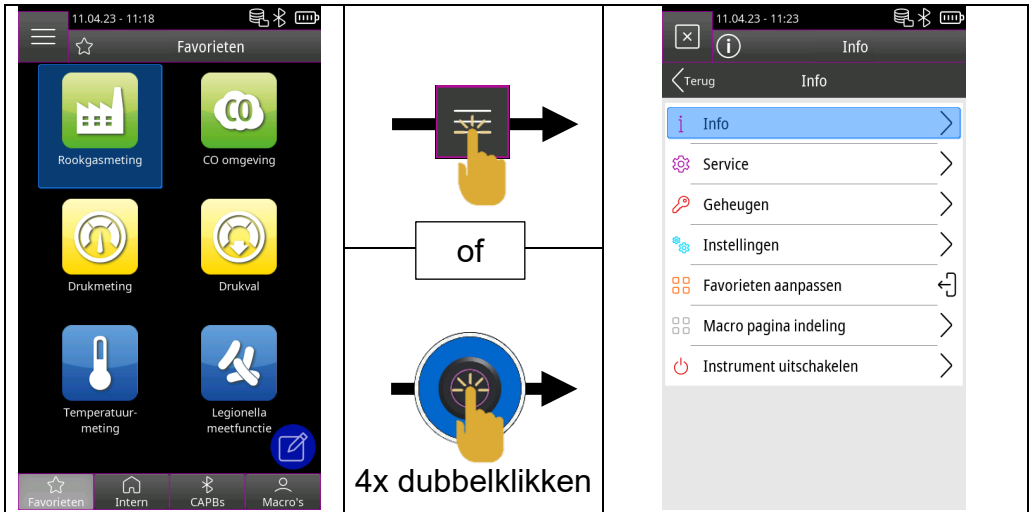 11.04.23 - 11:18
Favorieten
Rookgasmeting
CO
CO omgeving
Drukmeting
Drukval
Temperatuur-
meting
Legionella
meetfunctie
Favorieten
Intern
CAPBs
Macro's
of
4x dubbelklikken
11.04.23 - 11:23
Info
Terug
Info
Info
Service
Geheugen
Instellingen
Favorieten aanpassen
Macro pagina indeling
Instrument uitschakelen